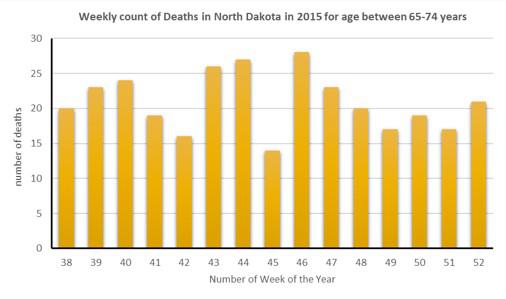 Weekly count of Deaths in North Dakota in 2015 for age between 65-74 years
30
25
20
15
10
5
0
number of deaths
38 39 40 41 42 43 44 45 46 47 48 49 50 51 52
Number of Week of the Year